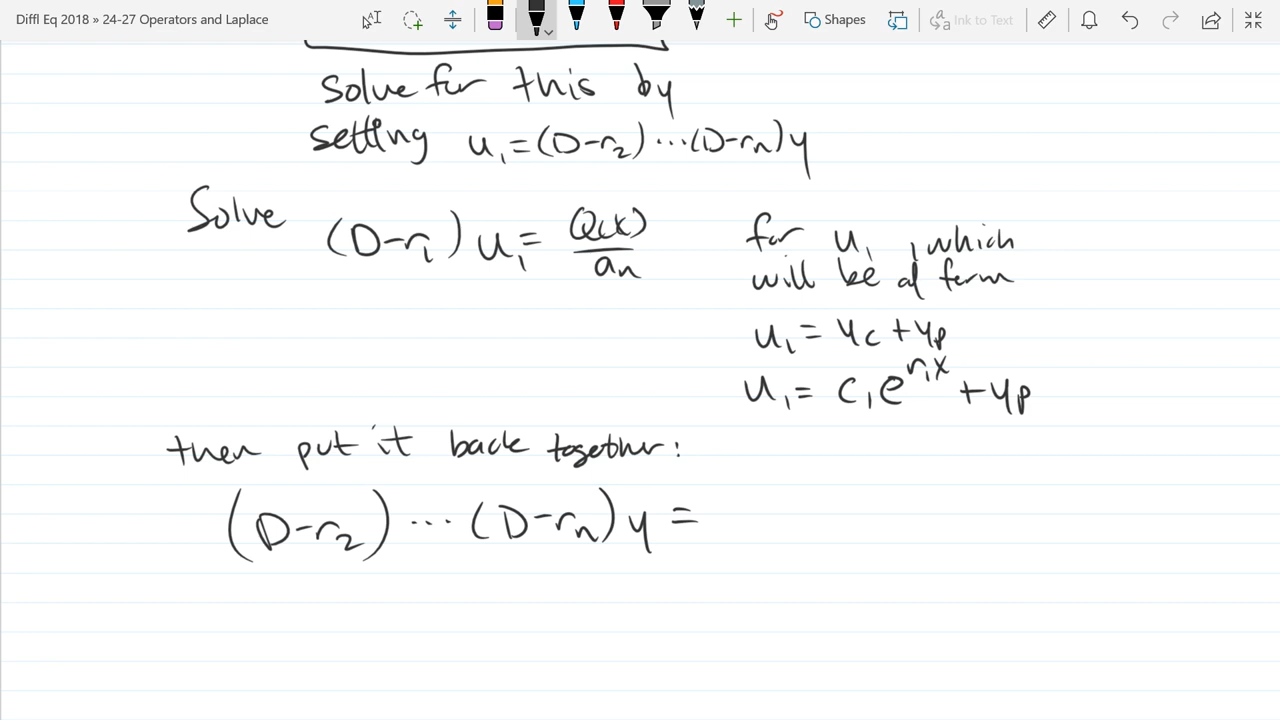 Diffl Eq 2018 » 24-27 Operators and Laplace
Shapes
Ink to Text
solve for this by
setting u₁=(D-r₂)⋯(D-rₙ)y
Solve (D-r₁)u₁= Q(x)/aₙ
for u₁, which
will be of form
u₁= yc +yp
u₁= c₁e^(r₁x) +yp
then put it back together:
(D-r₂)⋯(D-rₙ)y=